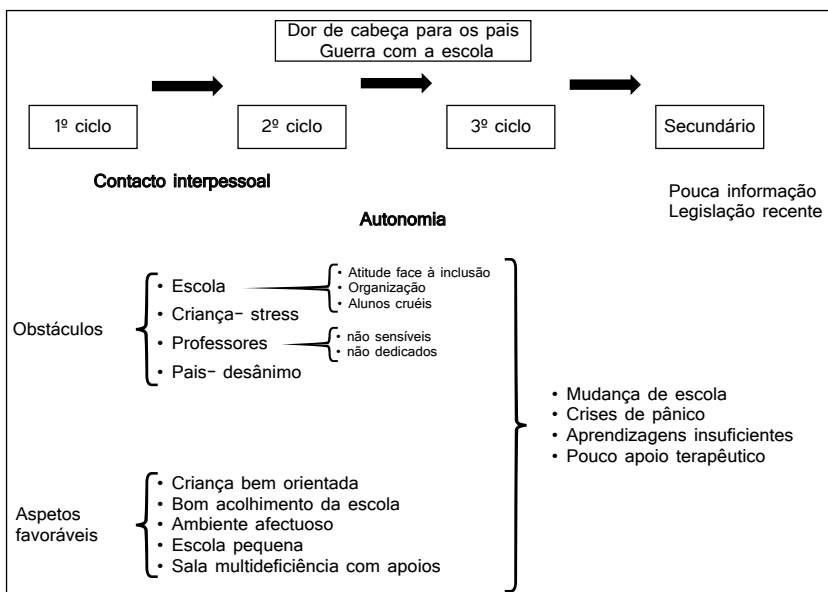 Dor de cabeça para os pais
Guerra com a escola
1º ciclo
2º ciclo
3º ciclo
Secundário
Contacto interpessoal
Pouca informação
Legislação recente
Autonomia
Obstáculos
• Escola
• Atitude face à inclusão
• Organização
• Alunos cruéis
• Criança- stress
• Professores
• não sensíveis
• não dedicados
• Pais- desânimo
• Mudança de escola
• Crises de pânico
• Aprendizagens insuficientes
• Pouco apoio terapêutico
Aspetos
favoráveis
• Criança bem orientada
• Bom acolhimento da escola
• Ambiente afectuoso
• Escola pequena
• Sala multideficiência com apoios